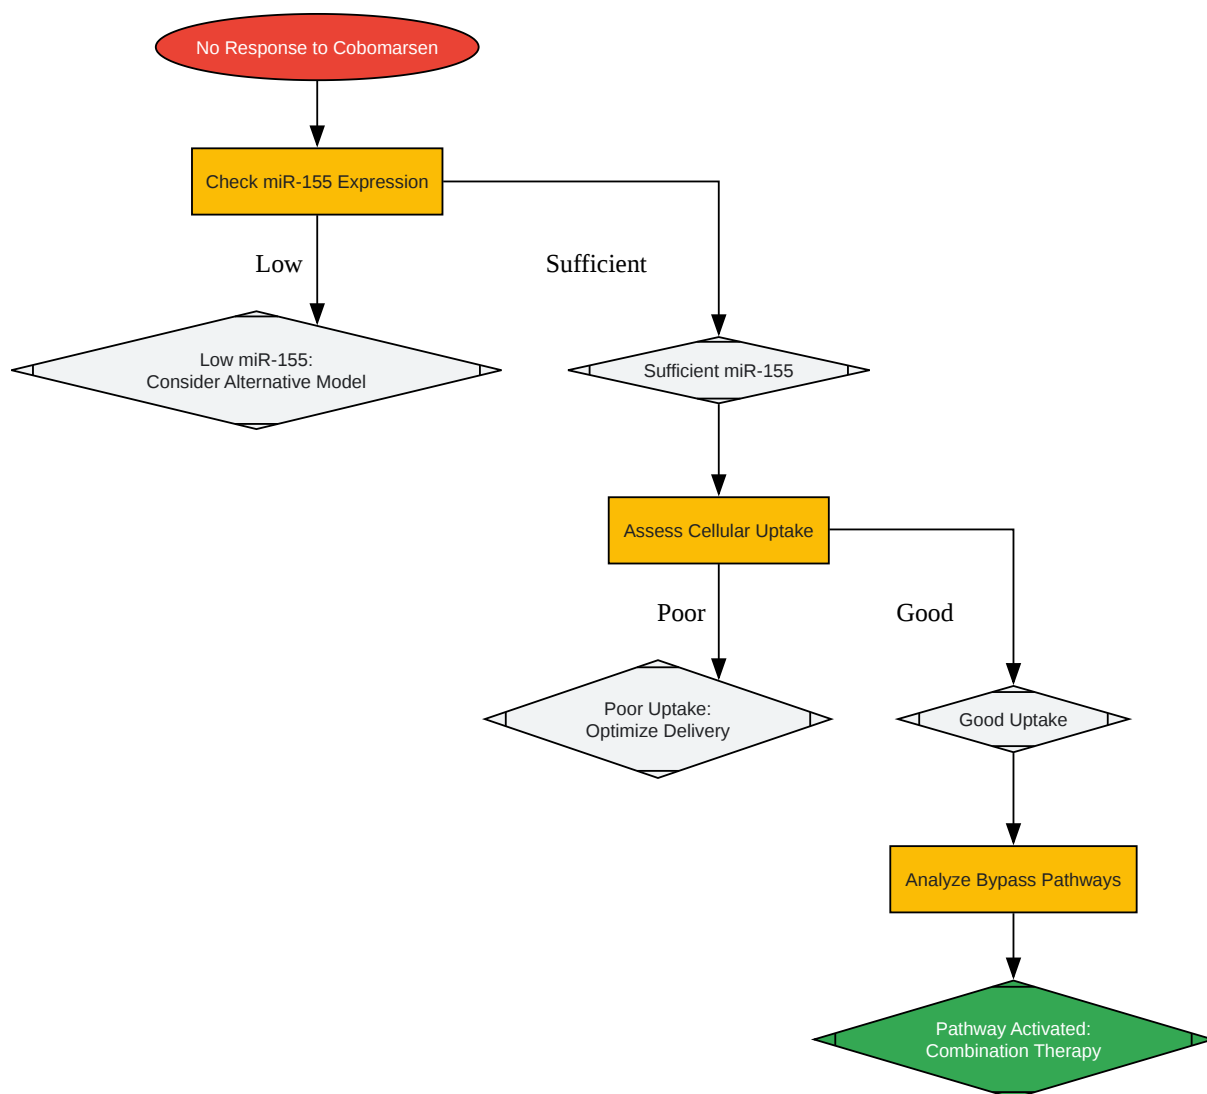 No Response to Cobomarsen
Check miR-155 Expression
Low
Sufficient
Low miR-155:
Consider Alternative Model
Sufficient miR-155
Assess Cellular Uptake
Poor
Good
Poor Uptake:
Optimize Delivery
Good Uptake
Analyze Bypass Pathways
Pathway Activated:
Combination Therapy